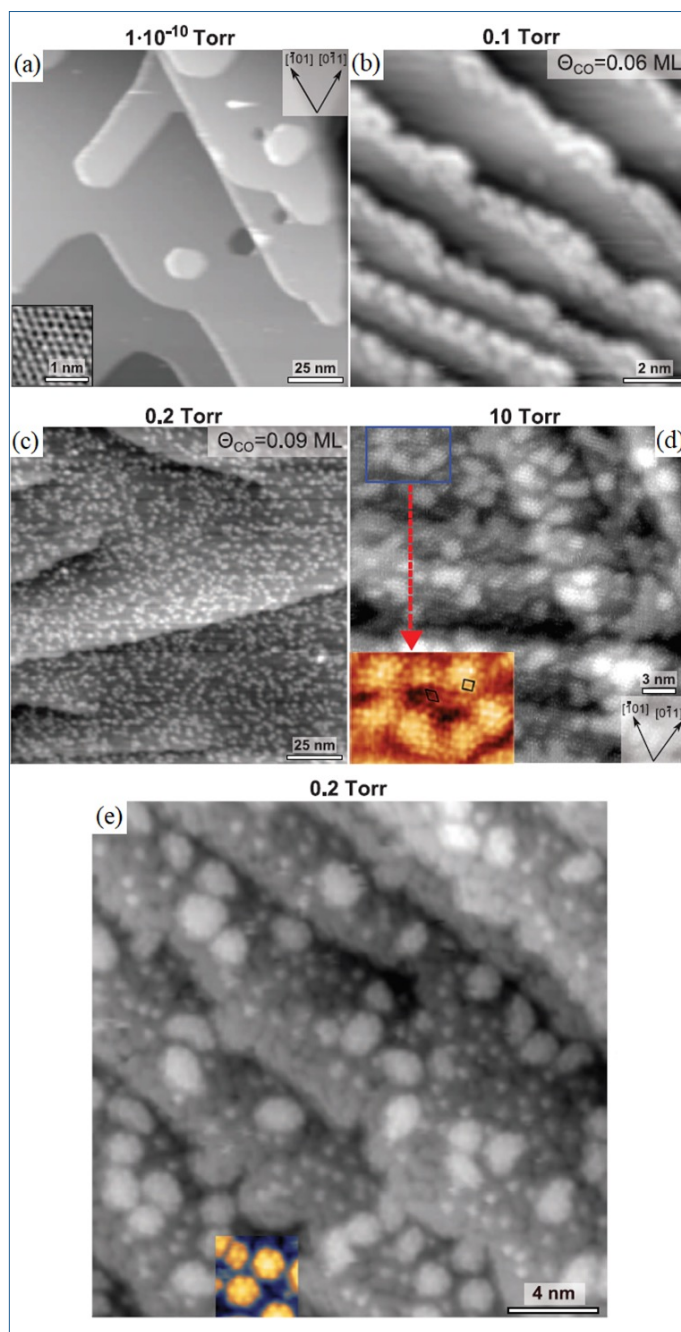 1·10⁻¹⁰ Torr
(a)
[1̄01] [01̄1]
1 nm
25 nm
0.1 Torr
(b)
Θ_CO=0.06 ML
2 nm
0.2 Torr
(c)
Θ_CO=0.09 ML
25 nm
10 Torr
(d)
3 nm
[1̄01] [01̄1]
0.2 Torr
(e)
4 nm